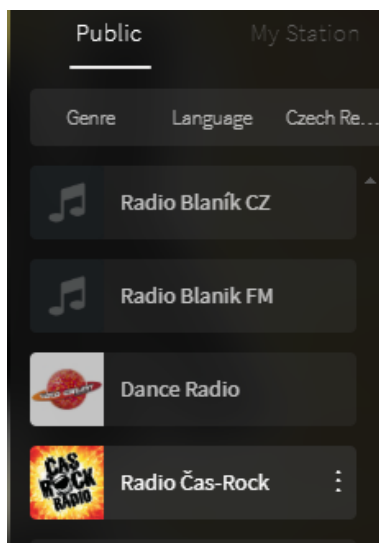 Public
My Station
Genre
Language
Czech Re...
Radio Blaník CZ
Radio Blanik FM
Dance Radio
ČAS
ROCK
RÁDIO
Radio Čas-Rock